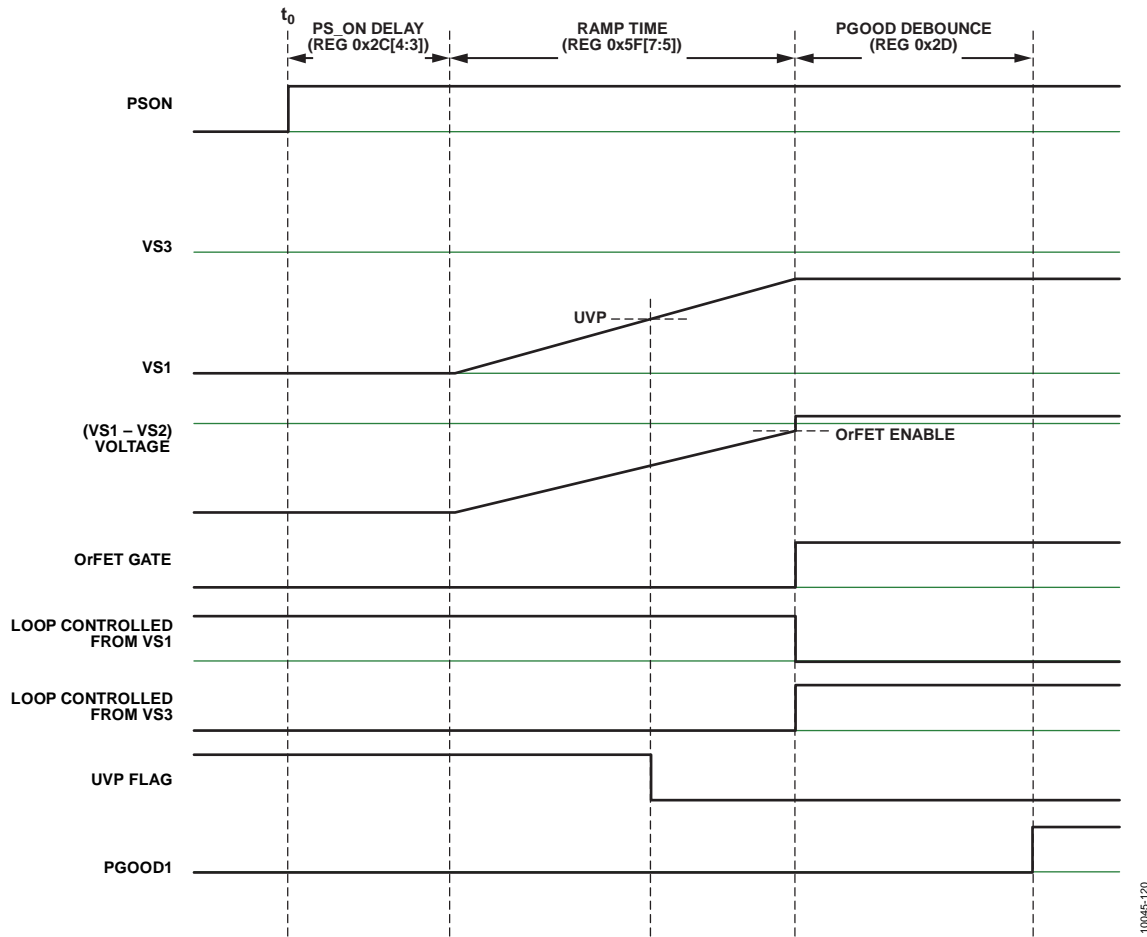 t0
PS_ON DELAY
(REG 0x2C[4:3])
RAMP TIME
(REG 0x5F[7:5])
PGOOD DEBOUNCE
(REG 0x2D)
PSON
VS3
UVP
VS1
(VS1 – VS2)
VOLTAGE
OrFET ENABLE
OrFET GATE
LOOP CONTROLLED
FROM VS1
LOOP CONTROLLED
FROM VS3
UVP FLAG
PGOOD1
10045-120